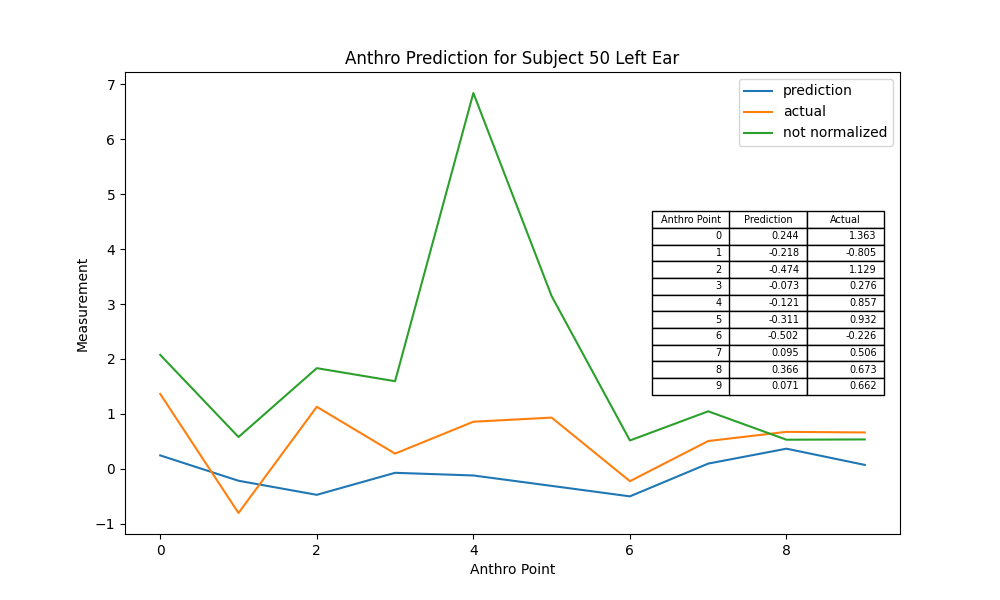 Anthro Prediction for Subject 50 Left Ear
prediction
actual
not normalized
7
6
5
4
3
2
1
0
−1
Measurement
Anthro Point Prediction Actual
0 0.244 1.363
1 -0.218 -0.805
2 -0.474 1.129
3 -0.073 0.276
4 -0.121 0.857
5 -0.311 0.932
6 -0.502 -0.226
7 0.095 0.506
8 0.366 0.673
9 0.071 0.662
0 2 4 6 8
Anthro Point